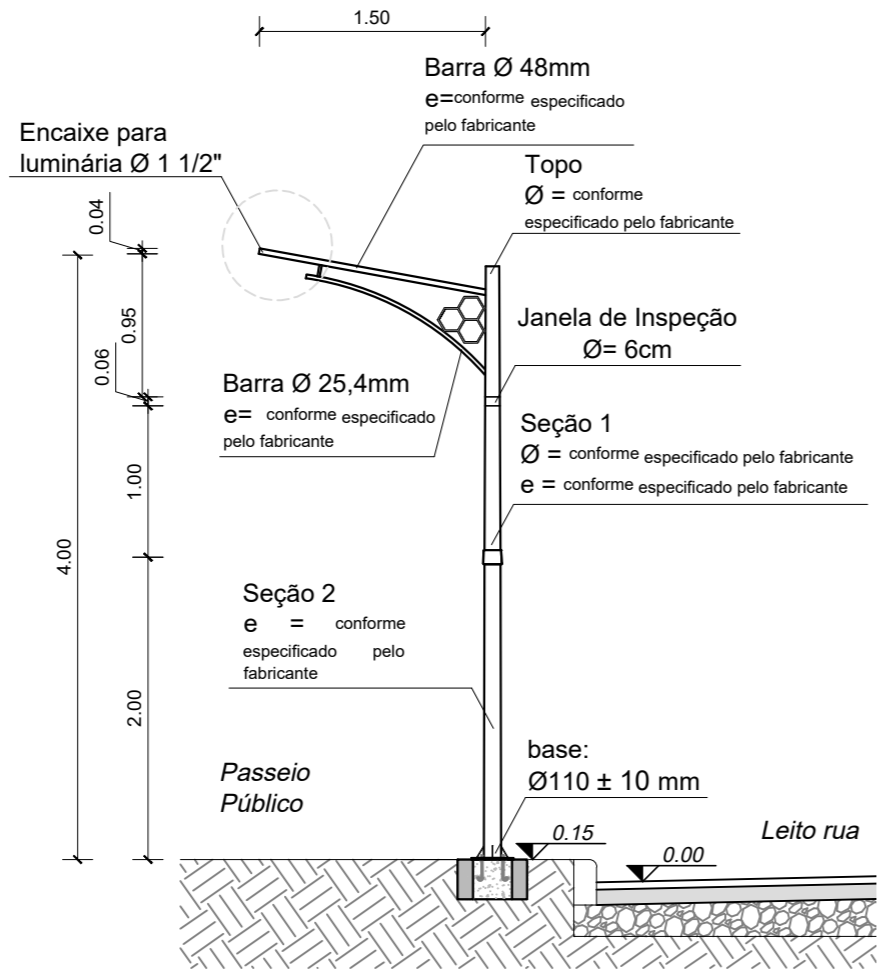 1.50
Barra Ø 48mm
e=conforme especificado
pelo fabricante
Encaixe para
luminária Ø 1 1/2"
Topo
Ø = conforme
especificado pelo fabricante
0.04
0.95
0.06
Janela de Inspeção
Ø= 6cm
Barra Ø 25,4mm
e= conforme especificado
pelo fabricante
Seção 1
Ø = conforme especificado pelo fabricante
e = conforme especificado pelo fabricante
1.00
4.00
Seção 2
e = conforme
especificado pelo
fabricante
2.00
base:
Ø110 ± 10 mm
Passeio
Público
0.15
Leito rua
0.00